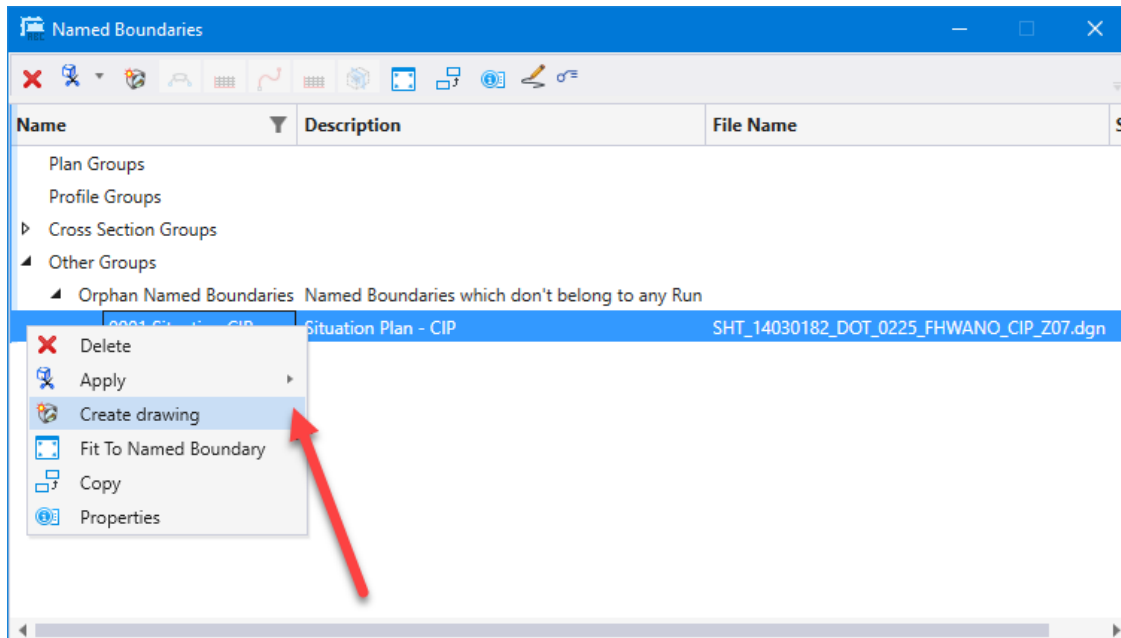 Named Boundaries
Name Description File Name S
Plan Groups
Profile Groups
Cross Section Groups
Other Groups
Orphan Named Boundaries Named Boundaries which don't belong to any Run
Situation Plan - CIP SHT_14030182_DOT_0225_FHWANO_CIP_Z07.dgn
Delete
Apply
Create drawing
Fit To Named Boundary
Copy
Properties